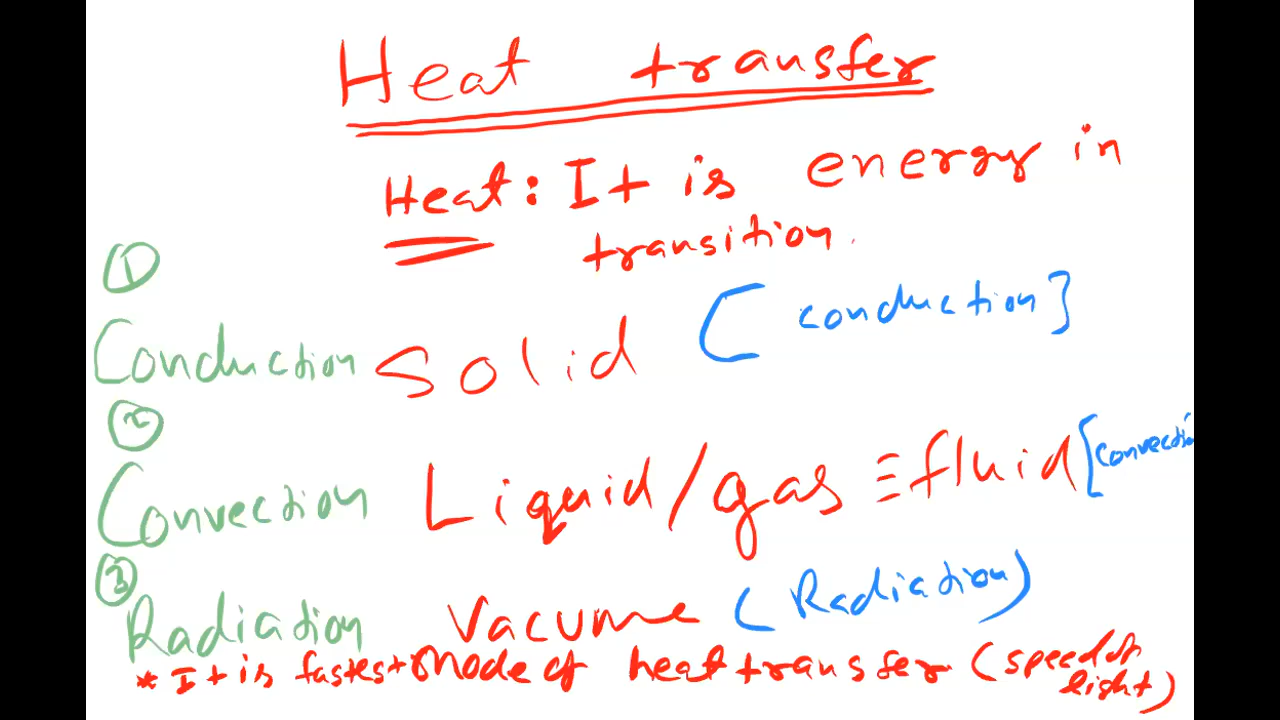 Heat transfer
Heat: It is energy in
transition.
①
Conduction Solid [conduction]
②
Convection Liquid/gas ≡ fluid [convection
③
Radiation Vacume (Radiation)
* It is fastest mode of heat transfer (speed of
light)